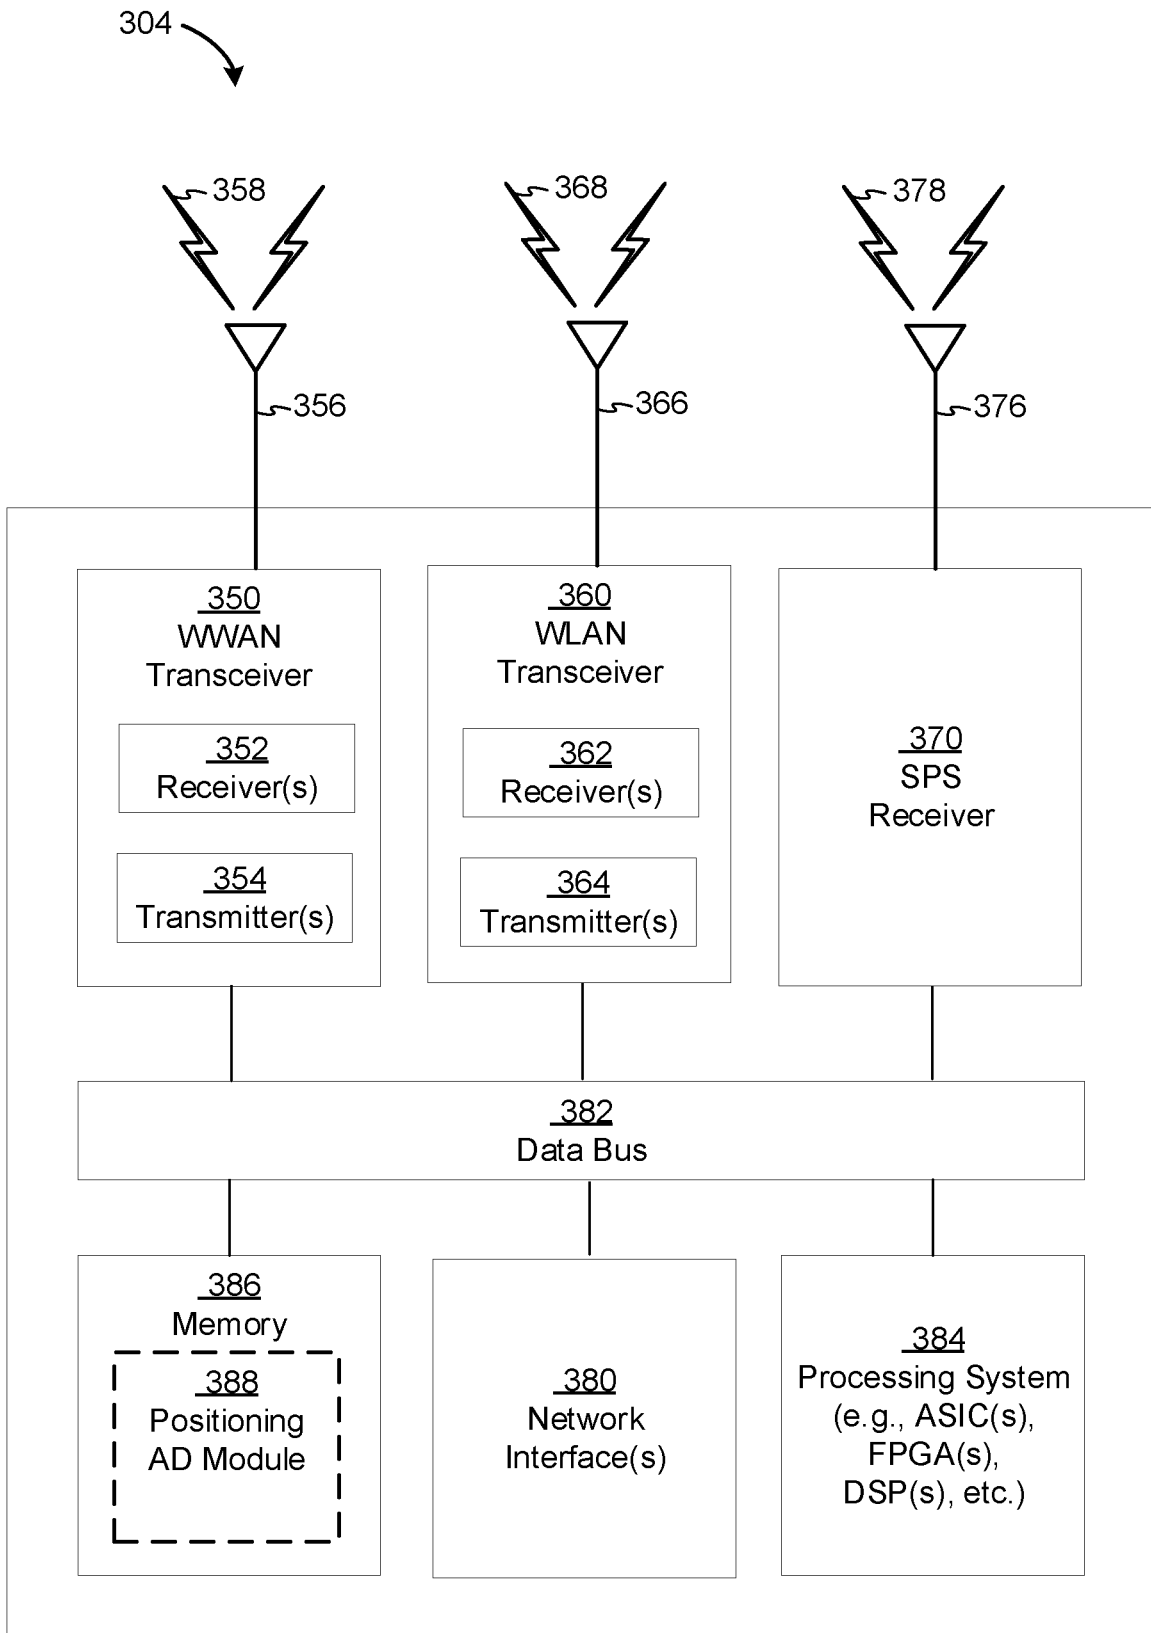 304
358
368
378
356
366
376
350
WWAN
Transceiver
352
Receiver(s)
354
Transmitter(s)
360
WLAN
Transceiver
362
Receiver(s)
364
Transmitter(s)
370
SPS
Receiver
382
Data Bus
386
Memory
388
Positioning
AD Module
380
Network
Interface(s)
384
Processing System
(e.g., ASIC(s),
FPGA(s),
DSP(s), etc.)